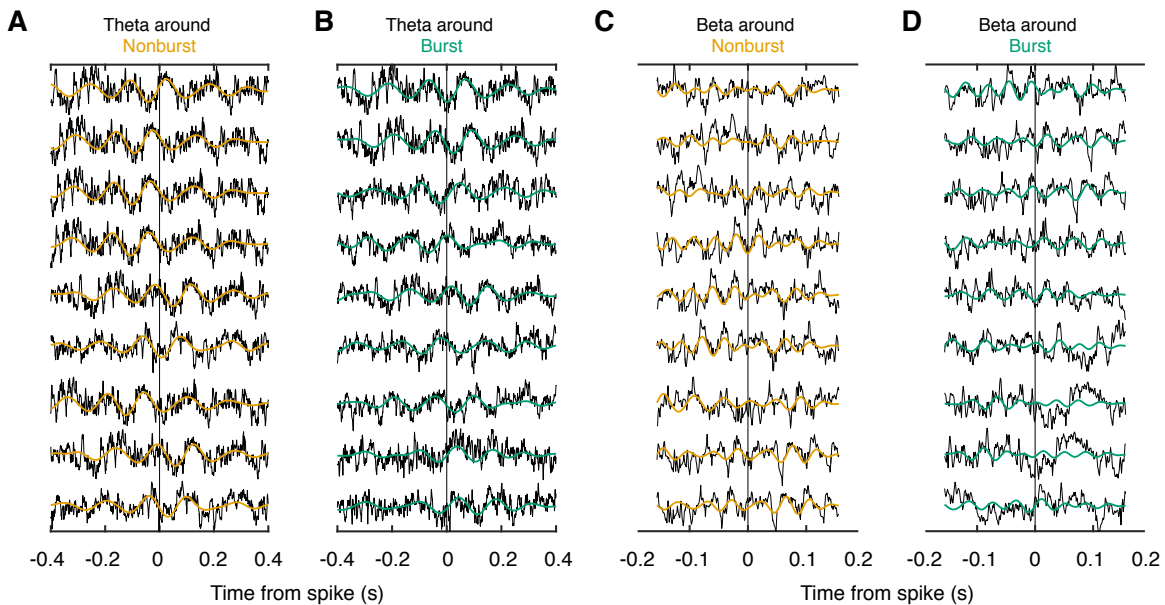 A
Theta around
Nonburst
B
Theta around
Burst
C
Beta around
Nonburst
D
Beta around
Burst
-0.4 -0.2 0 0.2 0.4
-0.4 -0.2 0 0.2 0.4
-0.2 -0.1 0 0.1 0.2
-0.2 -0.1 0 0.1 0.2
Time from spike (s)
Time from spike (s)